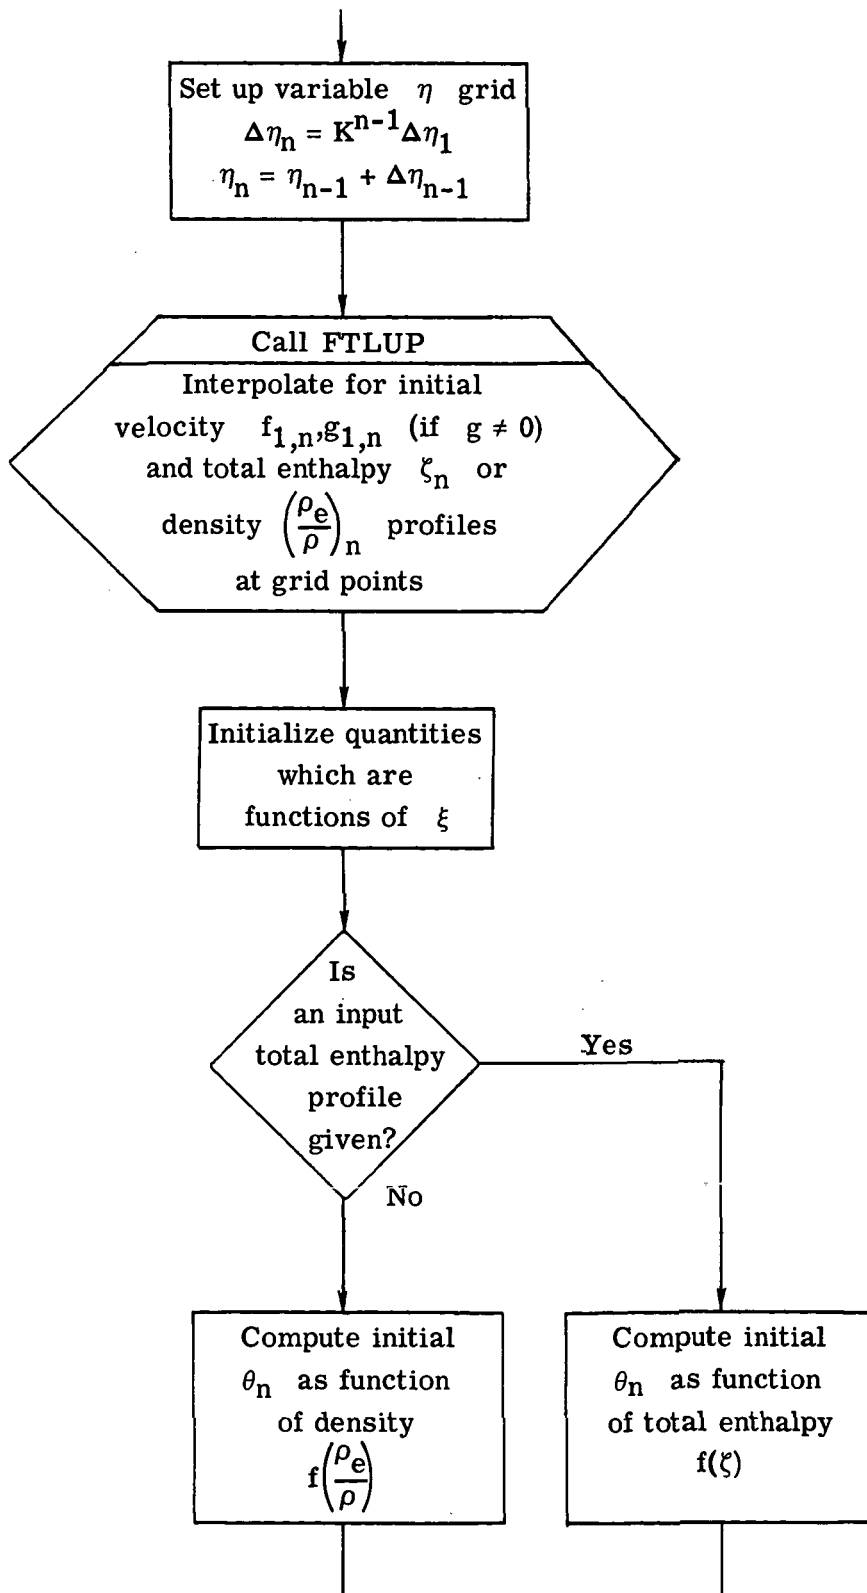 Set up variable η grid
Δη_n = K^{n-1}Δη_1
η_n = η_{n-1} + Δη_{n-1}
Call FTLUP
Interpolate for initial
velocity f_{1,n},g_{1,n} (if g ≠ 0)
and total enthalpy ζ_n or
density (ρ_e/ρ)_n profiles
at grid points
Initialize quantities
which are
functions of ξ
Is
an input
total enthalpy
profile
given?
Yes
No
Compute initial
θ_n as function
of density
f(ρ_e/ρ)
Compute initial
θ_n as function
of total enthalpy
f(ζ)